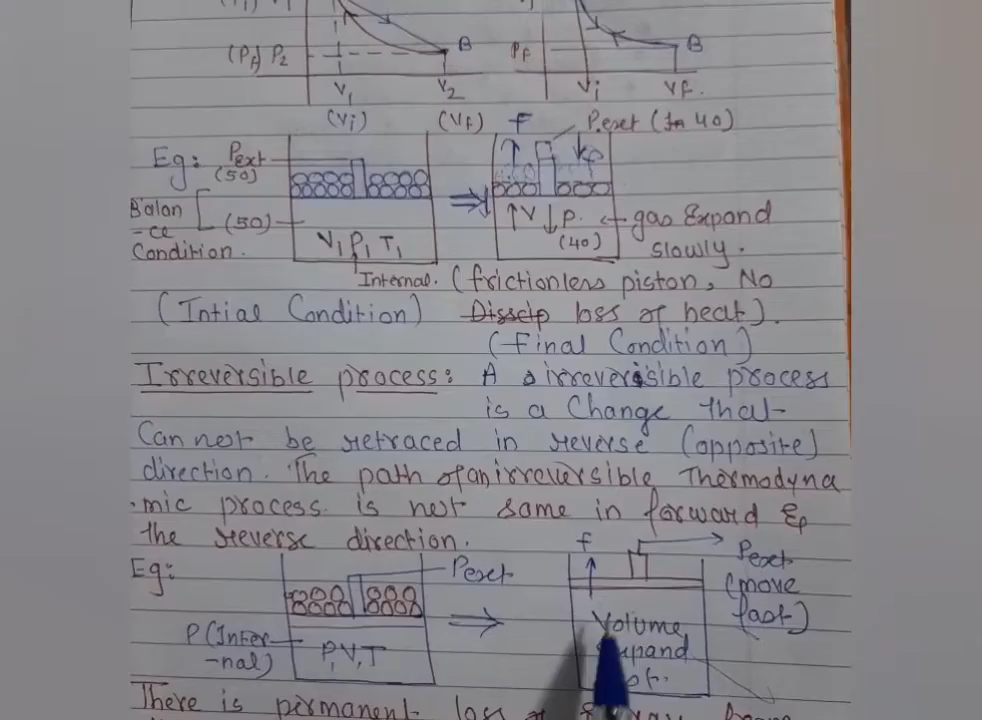 (Pf) P2 B Pf B
V1 V2 Vi Vf.
(Vi) (Vf) f Pext (In 40)
Eg: Pext
(50)
Balan
-ce (50)
Condition.
V1 P1 T1
↑V ↓P. gas Expand
(40) slowly.
Internal. (frictionless piston, No
(Intial Condition) loss of heat).
(final Condition)
Irreversible process: A irreversible process
is a Change that
Can not be retraced in reverse (opposite)
direction. The path of an irreversible Thermodyna
-mic process is not same in forward &
the reverse direction.
Eg: Pext f Pext
(move
fast)
P(Inter
-nal) P,V,T
Volume
There is permanent loss